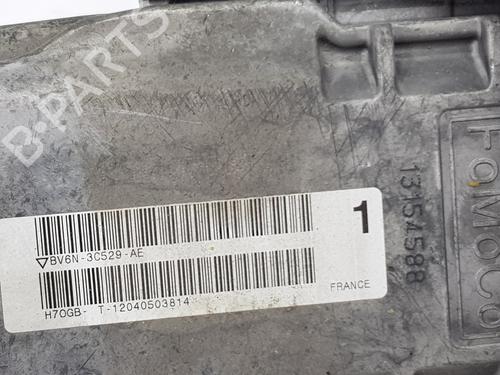 B-PARTS
▽BV6N-3C529-AE
1
H70GB- T-12040503814
FRANCE
13154588
FoMoCo